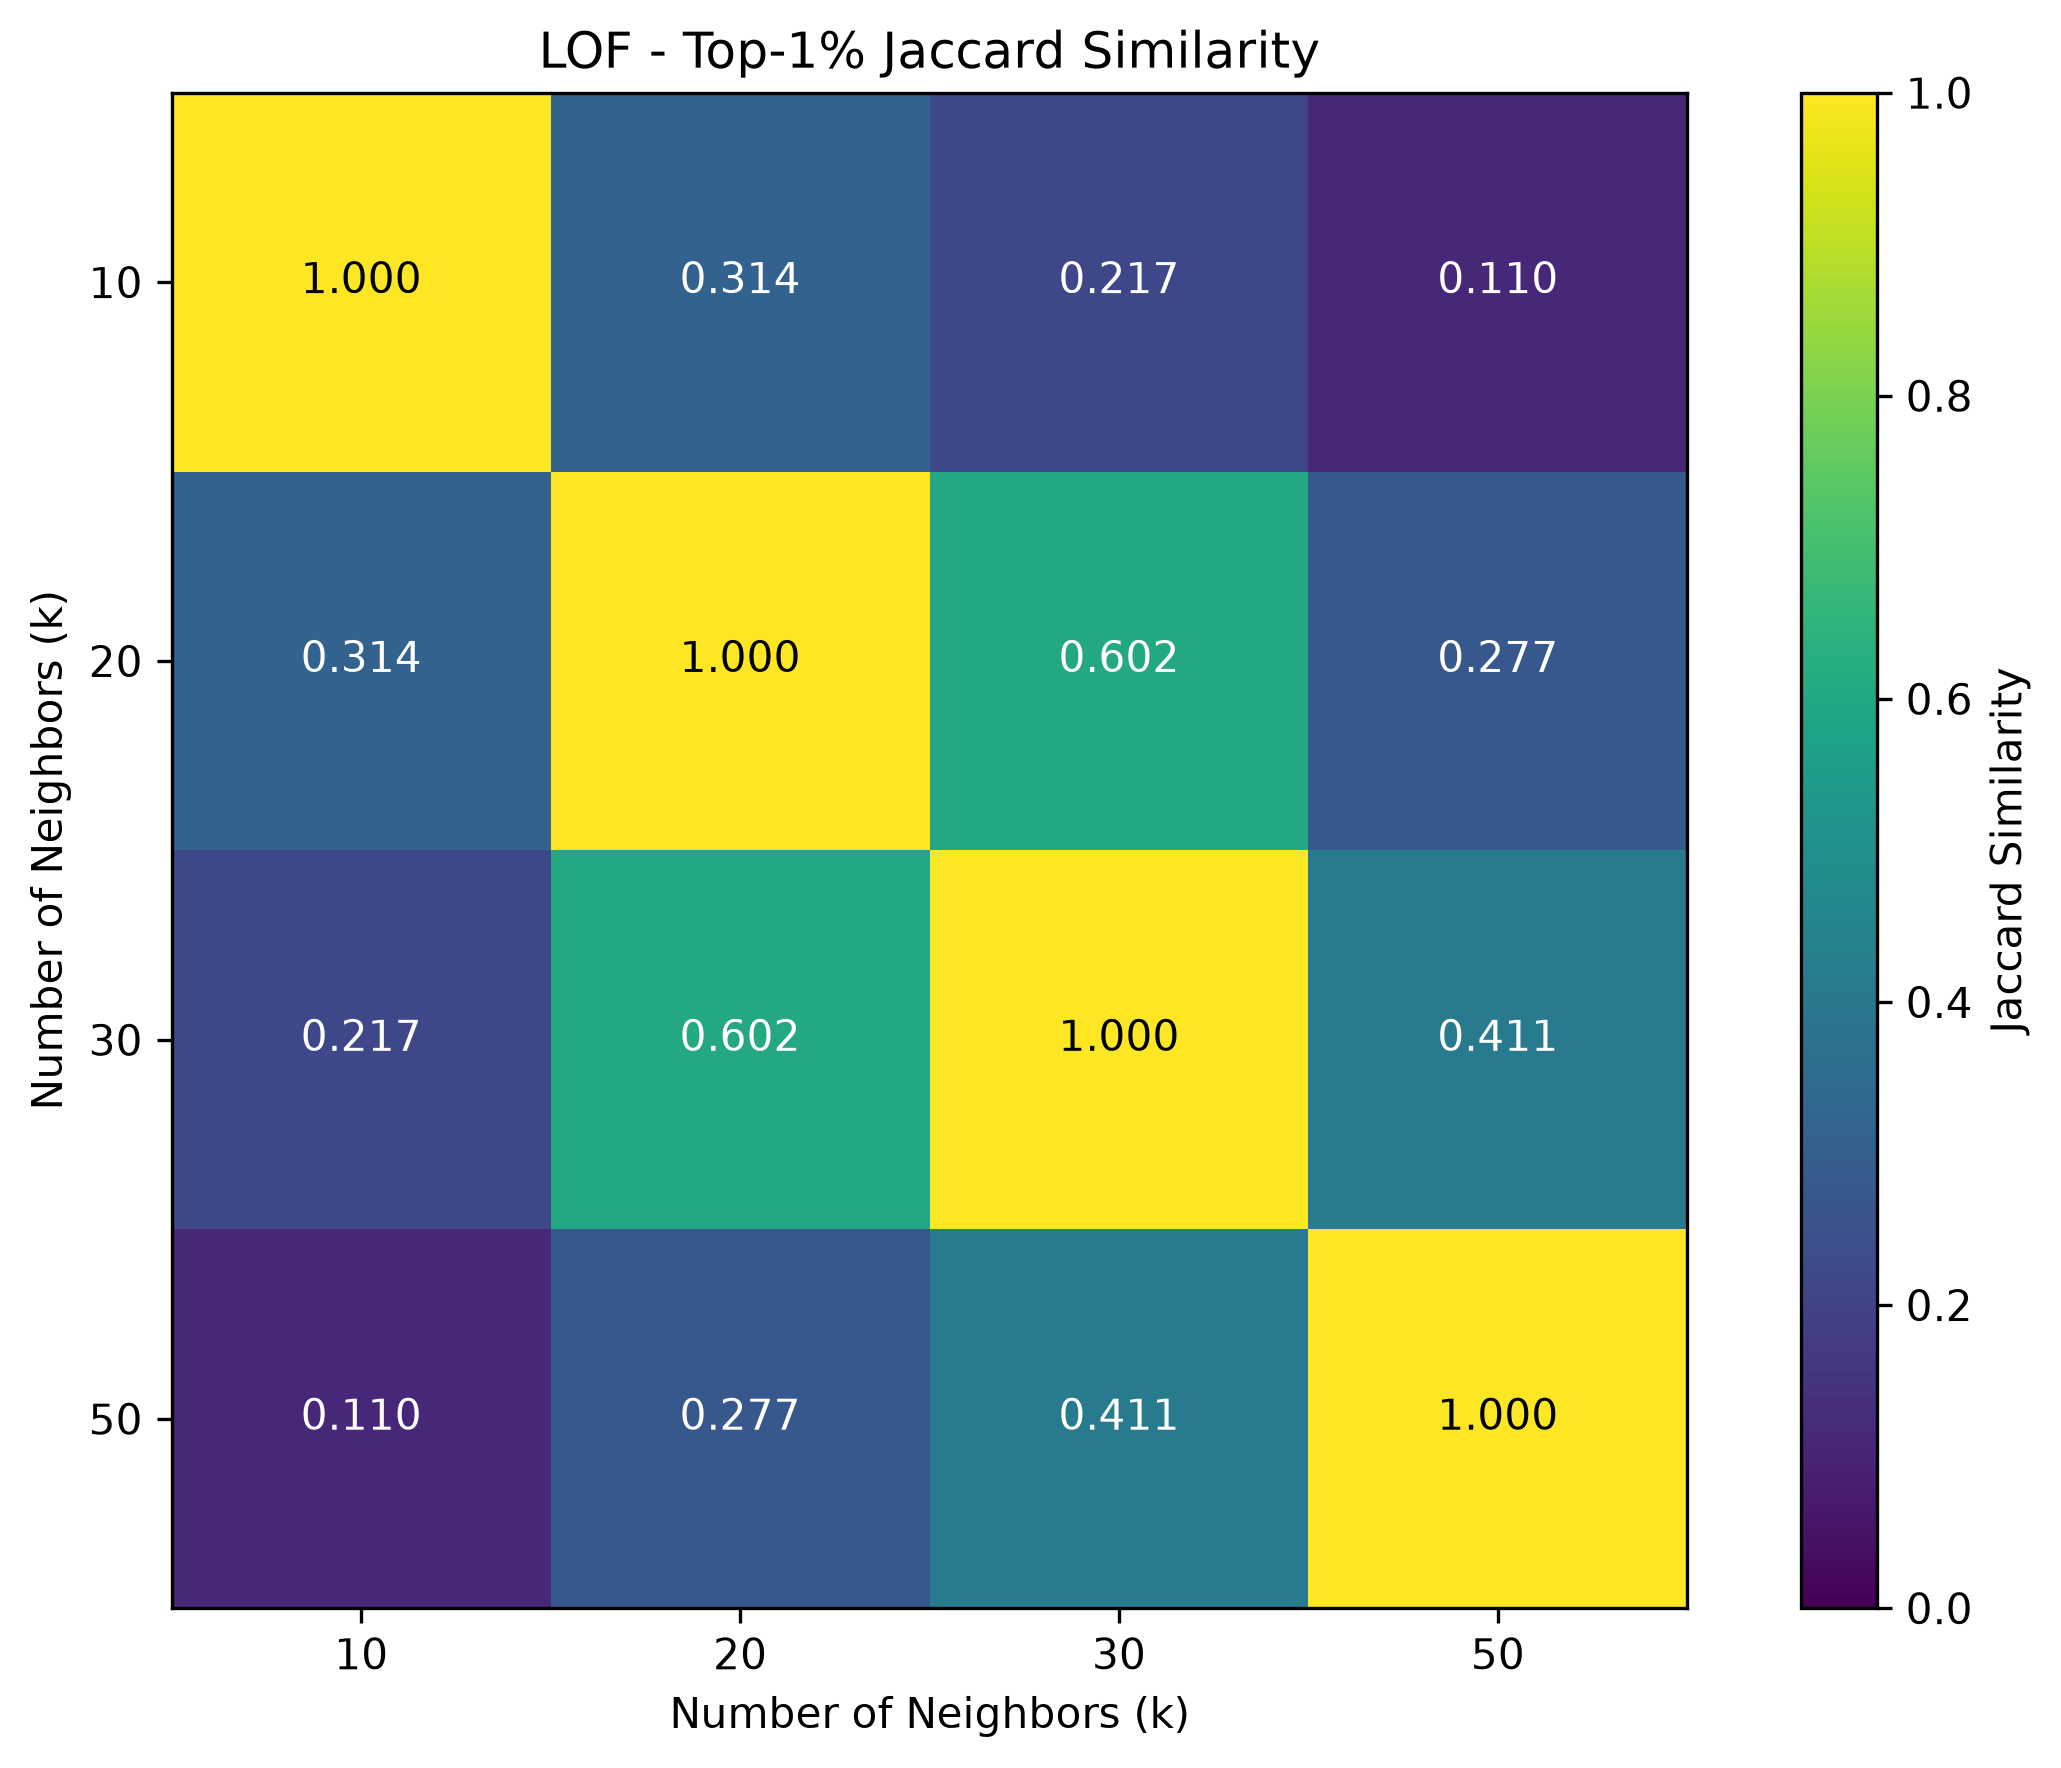 LOF - Top-1% Jaccard Similarity
Number of Neighbors (k)
10
1.000 0.314 0.217 0.110
20
0.314 1.000 0.602 0.277
30
0.217 0.602 1.000 0.411
50
0.110 0.277 0.411 1.000
10 20 30 50
Number of Neighbors (k)
1.0
0.8
0.6
0.4
0.2
0.0
Jaccard Similarity